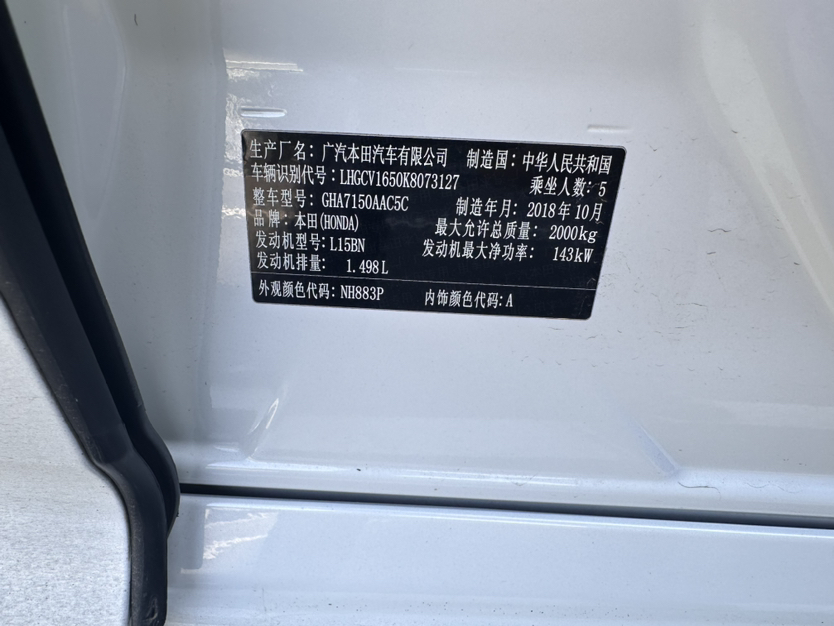 生产厂名：广汽本田汽车有限公司 制造国：中华人民共和国
车辆识别代号：LHGCV1650K8073127 乘坐人数：5
整车型号：GHA7150AAC5C 制造年月：2018年10月
品牌：本田(HONDA) 最大允许总质量：2000kg
发动机型号：L15BN 发动机最大净功率：143kW
发动机排量：1.498L
外观颜色代码：NH883P 内饰颜色代码：A